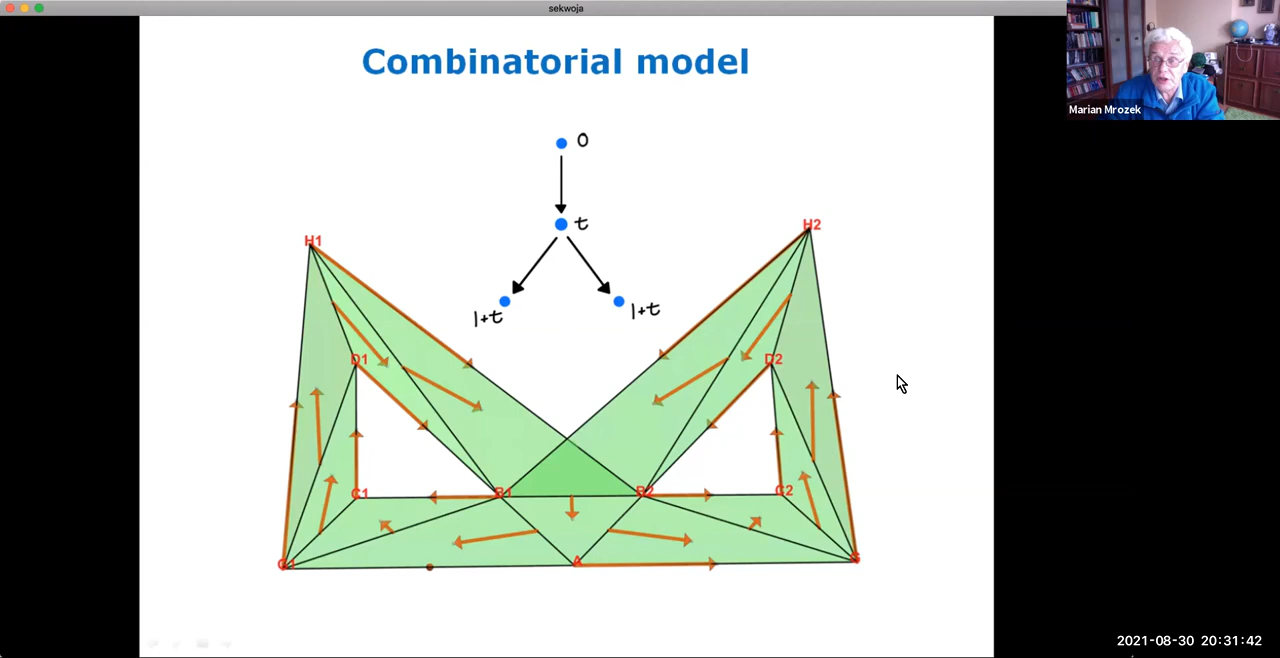 sekwoja
Combinatorial model
Marian Mrozek
0
t
1+t
1+t
H1
H2
D1
D2
C1
B1
B2
C2
G1
A
G
2021-08-30 20:31:42